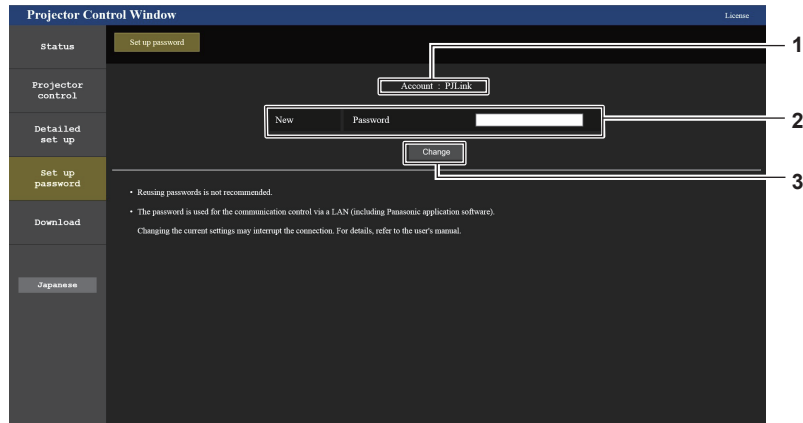 Projector Control Window
License
Status
Set up password
1
Projector
control
Account : PJLink
New Password
2
Detailed
set up
Change
Set up
password
3
• Reusing passwords is not recommended.
• The password is used for the communication control via a LAN (including Panasonic application software).
Changing the current settings may interrupt the connection. For details, refer to the user's manual.
Download
Japanese